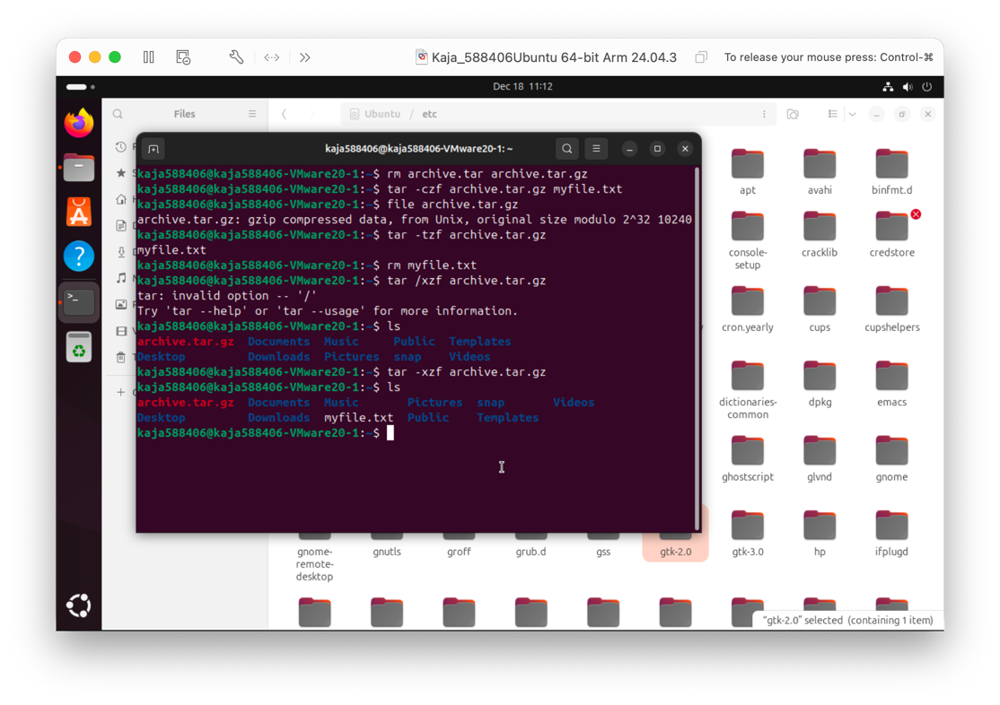 Kaja_588406Ubuntu 64-bit Arm 24.04.3
To release your mouse press: Control-⌘
Dec 18 11:12
Files
Ubuntu / etc
kaja588406@kaja588406-VMware20-1: ~
kaja588406@kaja588406-VMware20-1:~$ rm archive.tar archive.tar.gz
kaja588406@kaja588406-VMware20-1:~$ tar -czf archive.tar.gz myfile.txt
kaja588406@kaja588406-VMware20-1:~$ file archive.tar.gz
archive.tar.gz: gzip compressed data, from Unix, original size modulo 2^32 10240
kaja588406@kaja588406-VMware20-1:~$ tar -tzf archive.tar.gz
myfile.txt
kaja588406@kaja588406-VMware20-1:~$ rm myfile.txt
kaja588406@kaja588406-VMware20-1:~$ tar /xzf archive.tar.gz
tar: invalid option -- '/'
Try 'tar --help' or 'tar --usage' for more information.
kaja588406@kaja588406-VMware20-1:~$ ls
archive.tar.gz Documents Music Public Templates
Desktop Downloads Pictures snap Videos
kaja588406@kaja588406-VMware20-1:~$ tar -xzf archive.tar.gz
kaja588406@kaja588406-VMware20-1:~$ ls
archive.tar.gz Documents Music Pictures snap Videos
Desktop Downloads myfile.txt Public Templates
kaja588406@kaja588406-VMware20-1:~$
apt avahi binfmt.d
console-
setup
cracklib credstore
cron.yearly cups cupshelpers
dictionaries-
common
dpkg emacs
ghostscript glvnd gnome
gnome-
remote-
desktop
gnutls groff grub.d gss gtk-2.0 gtk-3.0 hp ifplugd
“gtk-2.0” selected (containing 1 item)